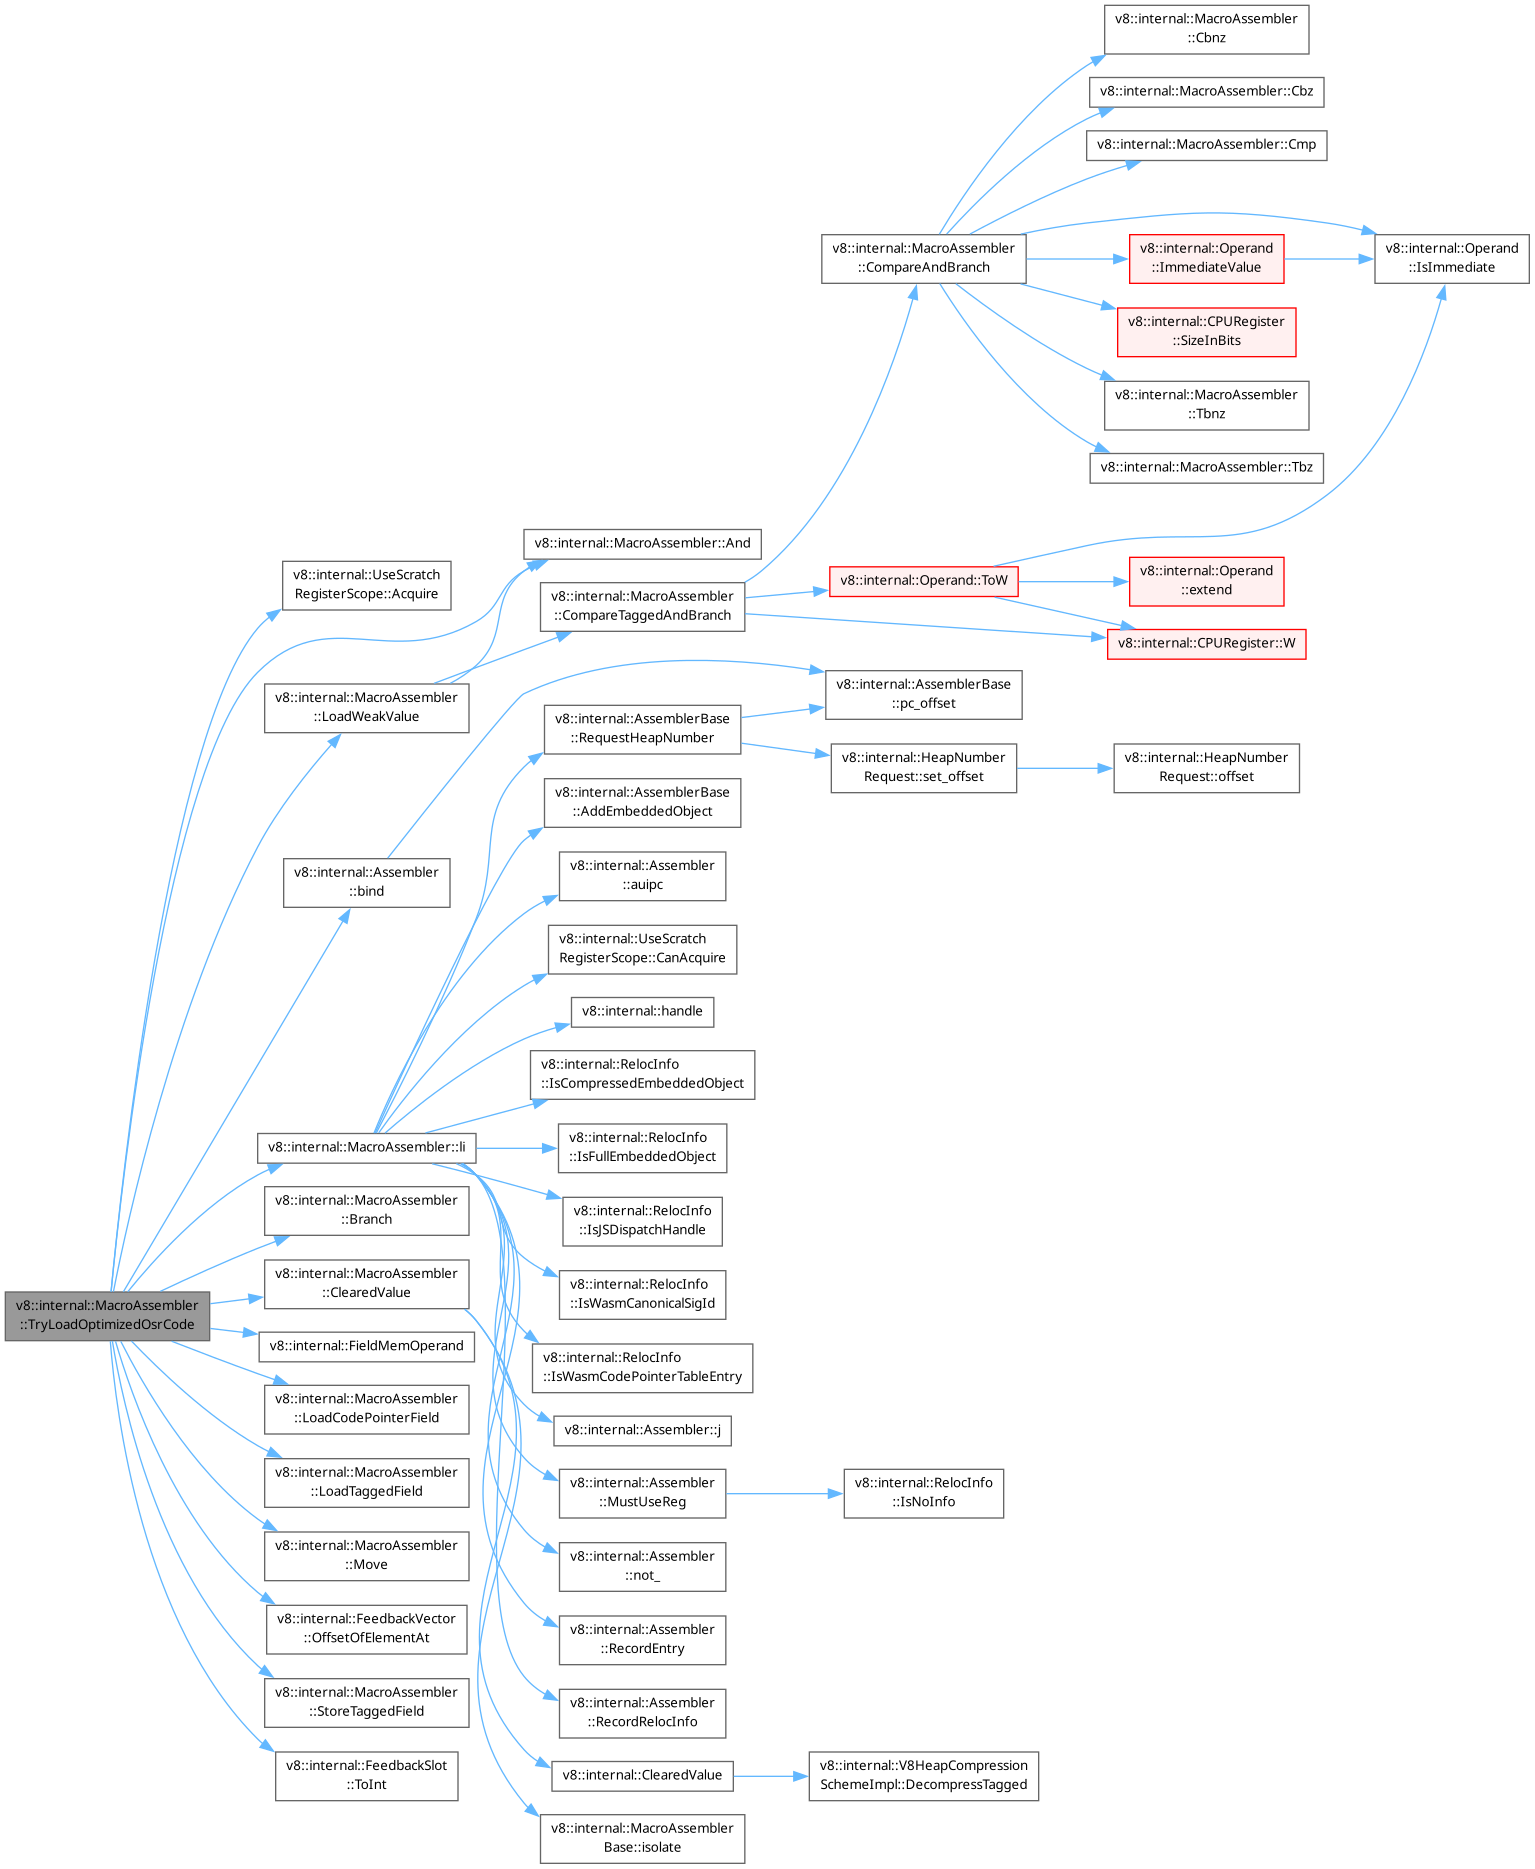 v8::internal::MacroAssembler
::TryLoadOptimizedOsrCode
v8::internal::UseScratch
RegisterScope::Acquire
v8::internal::MacroAssembler
::LoadWeakValue
v8::internal::Assembler
::bind
v8::internal::MacroAssembler::li
v8::internal::MacroAssembler
::Branch
v8::internal::MacroAssembler
::ClearedValue
v8::internal::FieldMemOperand
v8::internal::MacroAssembler
::LoadCodePointerField
v8::internal::MacroAssembler
::LoadTaggedField
v8::internal::MacroAssembler
::Move
v8::internal::FeedbackVector
::OffsetOfElementAt
v8::internal::MacroAssembler
::StoreTaggedField
v8::internal::FeedbackSlot
::ToInt
v8::internal::MacroAssembler::And
v8::internal::MacroAssembler
::CompareTaggedAndBranch
v8::internal::AssemblerBase
::RequestHeapNumber
v8::internal::AssemblerBase
::AddEmbeddedObject
v8::internal::Assembler
::auipc
v8::internal::UseScratch
RegisterScope::CanAcquire
v8::internal::handle
v8::internal::RelocInfo
::IsCompressedEmbeddedObject
v8::internal::RelocInfo
::IsFullEmbeddedObject
v8::internal::RelocInfo
::IsJSDispatchHandle
v8::internal::RelocInfo
::IsWasmCanonicalSigId
v8::internal::RelocInfo
::IsWasmCodePointerTableEntry
v8::internal::Assembler::j
v8::internal::Assembler
::MustUseReg
v8::internal::Assembler
::not_
v8::internal::Assembler
::RecordEntry
v8::internal::Assembler
::RecordRelocInfo
v8::internal::ClearedValue
v8::internal::MacroAssembler
Base::isolate
v8::internal::MacroAssembler
::CompareAndBranch
v8::internal::Operand::ToW
v8::internal::AssemblerBase
::pc_offset
v8::internal::HeapNumber
Request::set_offset
v8::internal::RelocInfo
::IsNoInfo
v8::internal::V8HeapCompression
SchemeImpl::DecompressTagged
v8::internal::MacroAssembler
::Cbnz
v8::internal::MacroAssembler::Cbz
v8::internal::MacroAssembler::Cmp
v8::internal::Operand
::ImmediateValue
v8::internal::CPURegister
::SizeInBits
v8::internal::MacroAssembler
::Tbnz
v8::internal::MacroAssembler::Tbz
v8::internal::Operand
::extend
v8::internal::CPURegister::W
v8::internal::HeapNumber
Request::offset
v8::internal::Operand
::IsImmediate